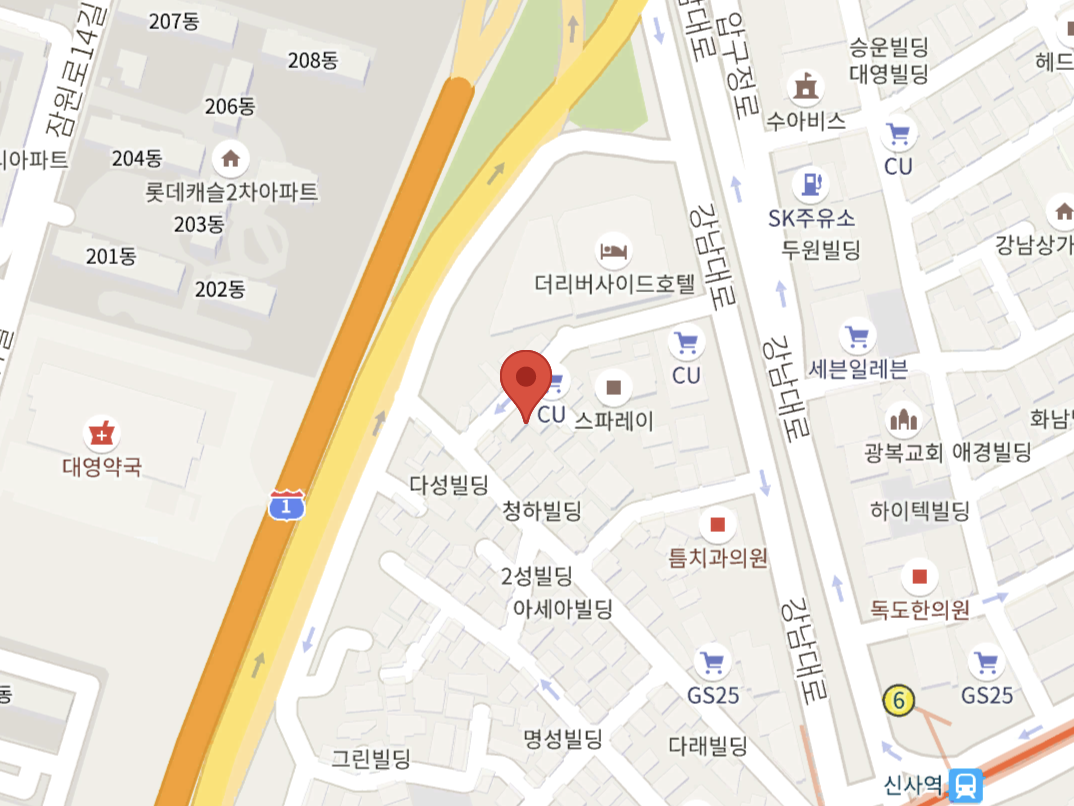 207동
208동
206동
204동
롯데캐슬2차아파트
203동
201동
202동
잠원로14길
리아파트
강남대로
압구정로
승운빌딩
대영빌딩
헤드
수아비스
CU
SK주유소
두원빌딩
강남상가
더리버사이드호텔
강남대로
CU
세븐일레븐
강남대로
CU
스파레이
화남
광복교회
애경빌딩
대영약국
1
다성빌딩
청하빌딩
하이텍빌딩
틈치과의원
2성빌딩
아세아빌딩
독도한의원
강남대로
GS25
GS25
6
동
명성빌딩
다래빌딩
그린빌딩
신사역